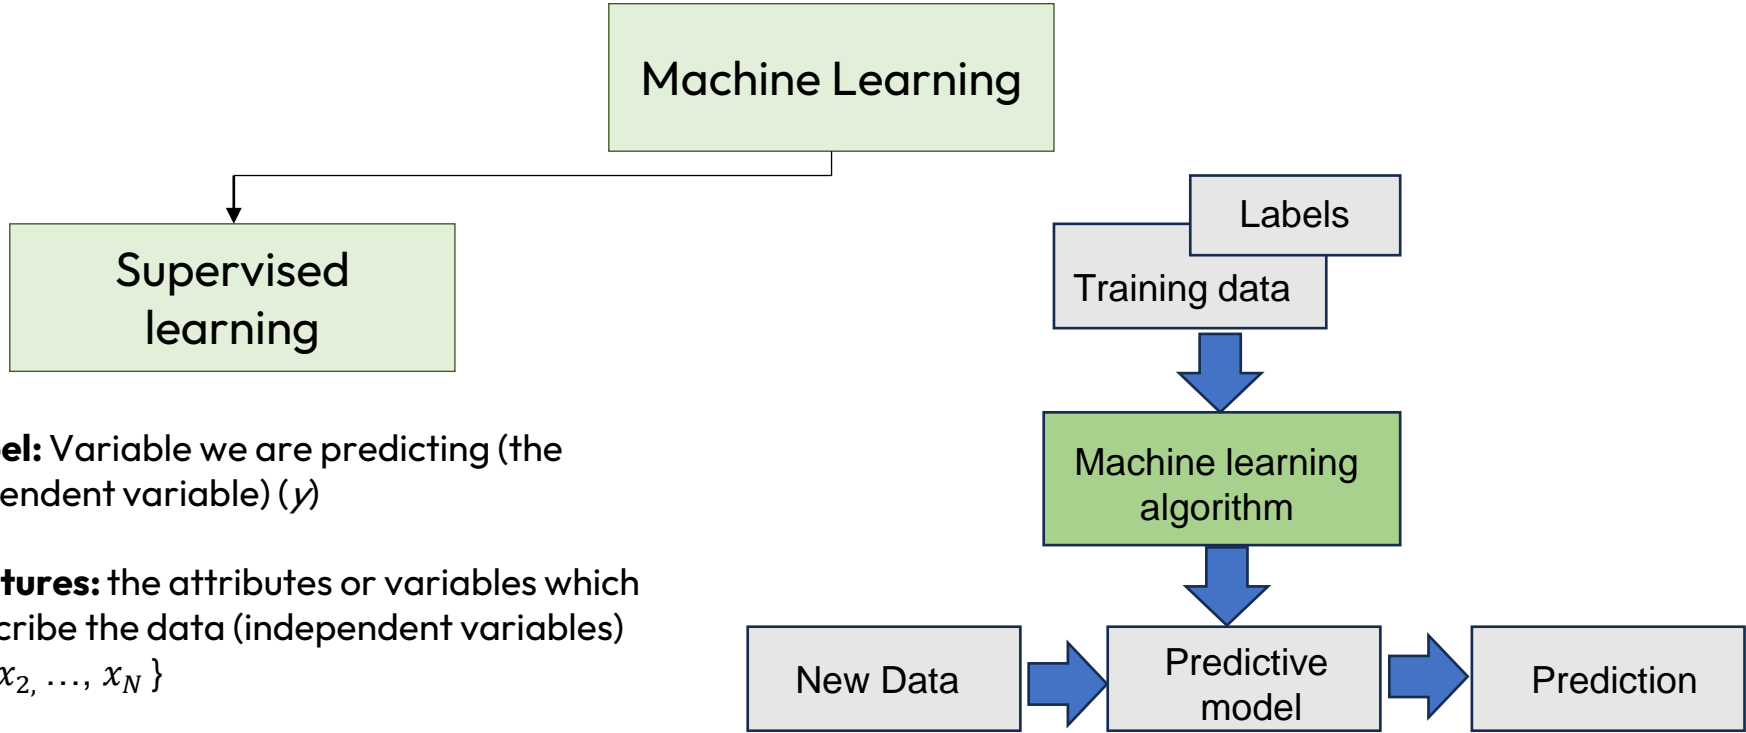 Machine Learning
Supervised
learning
el: Variable we are predicting (the
endent variable) (y)
tures: the attributes or variables which
cribe the data (independent variables)
x₂, …, x_N }
Labels
Training data
Machine learning
algorithm
New Data
Predictive
model
Prediction